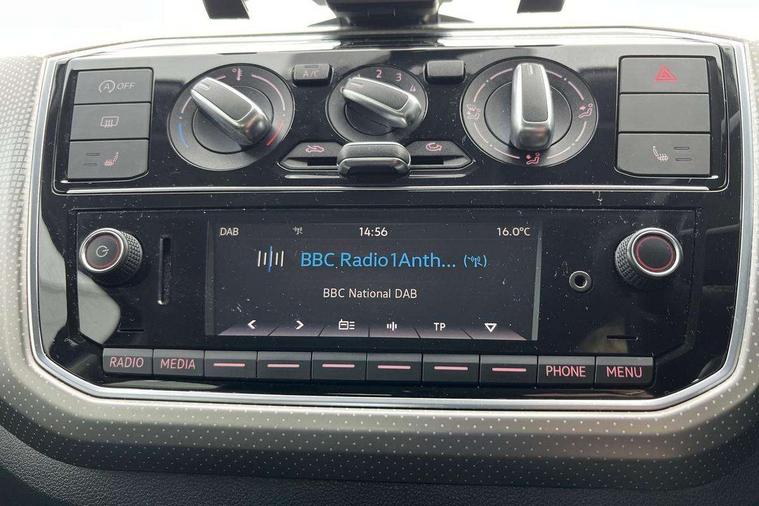 OFF
A/C
1 2 3 4
DAB 14:56 16.0°C
BBC Radio1Anth...
BBC National DAB
TP
RADIO MEDIA PHONE MENU